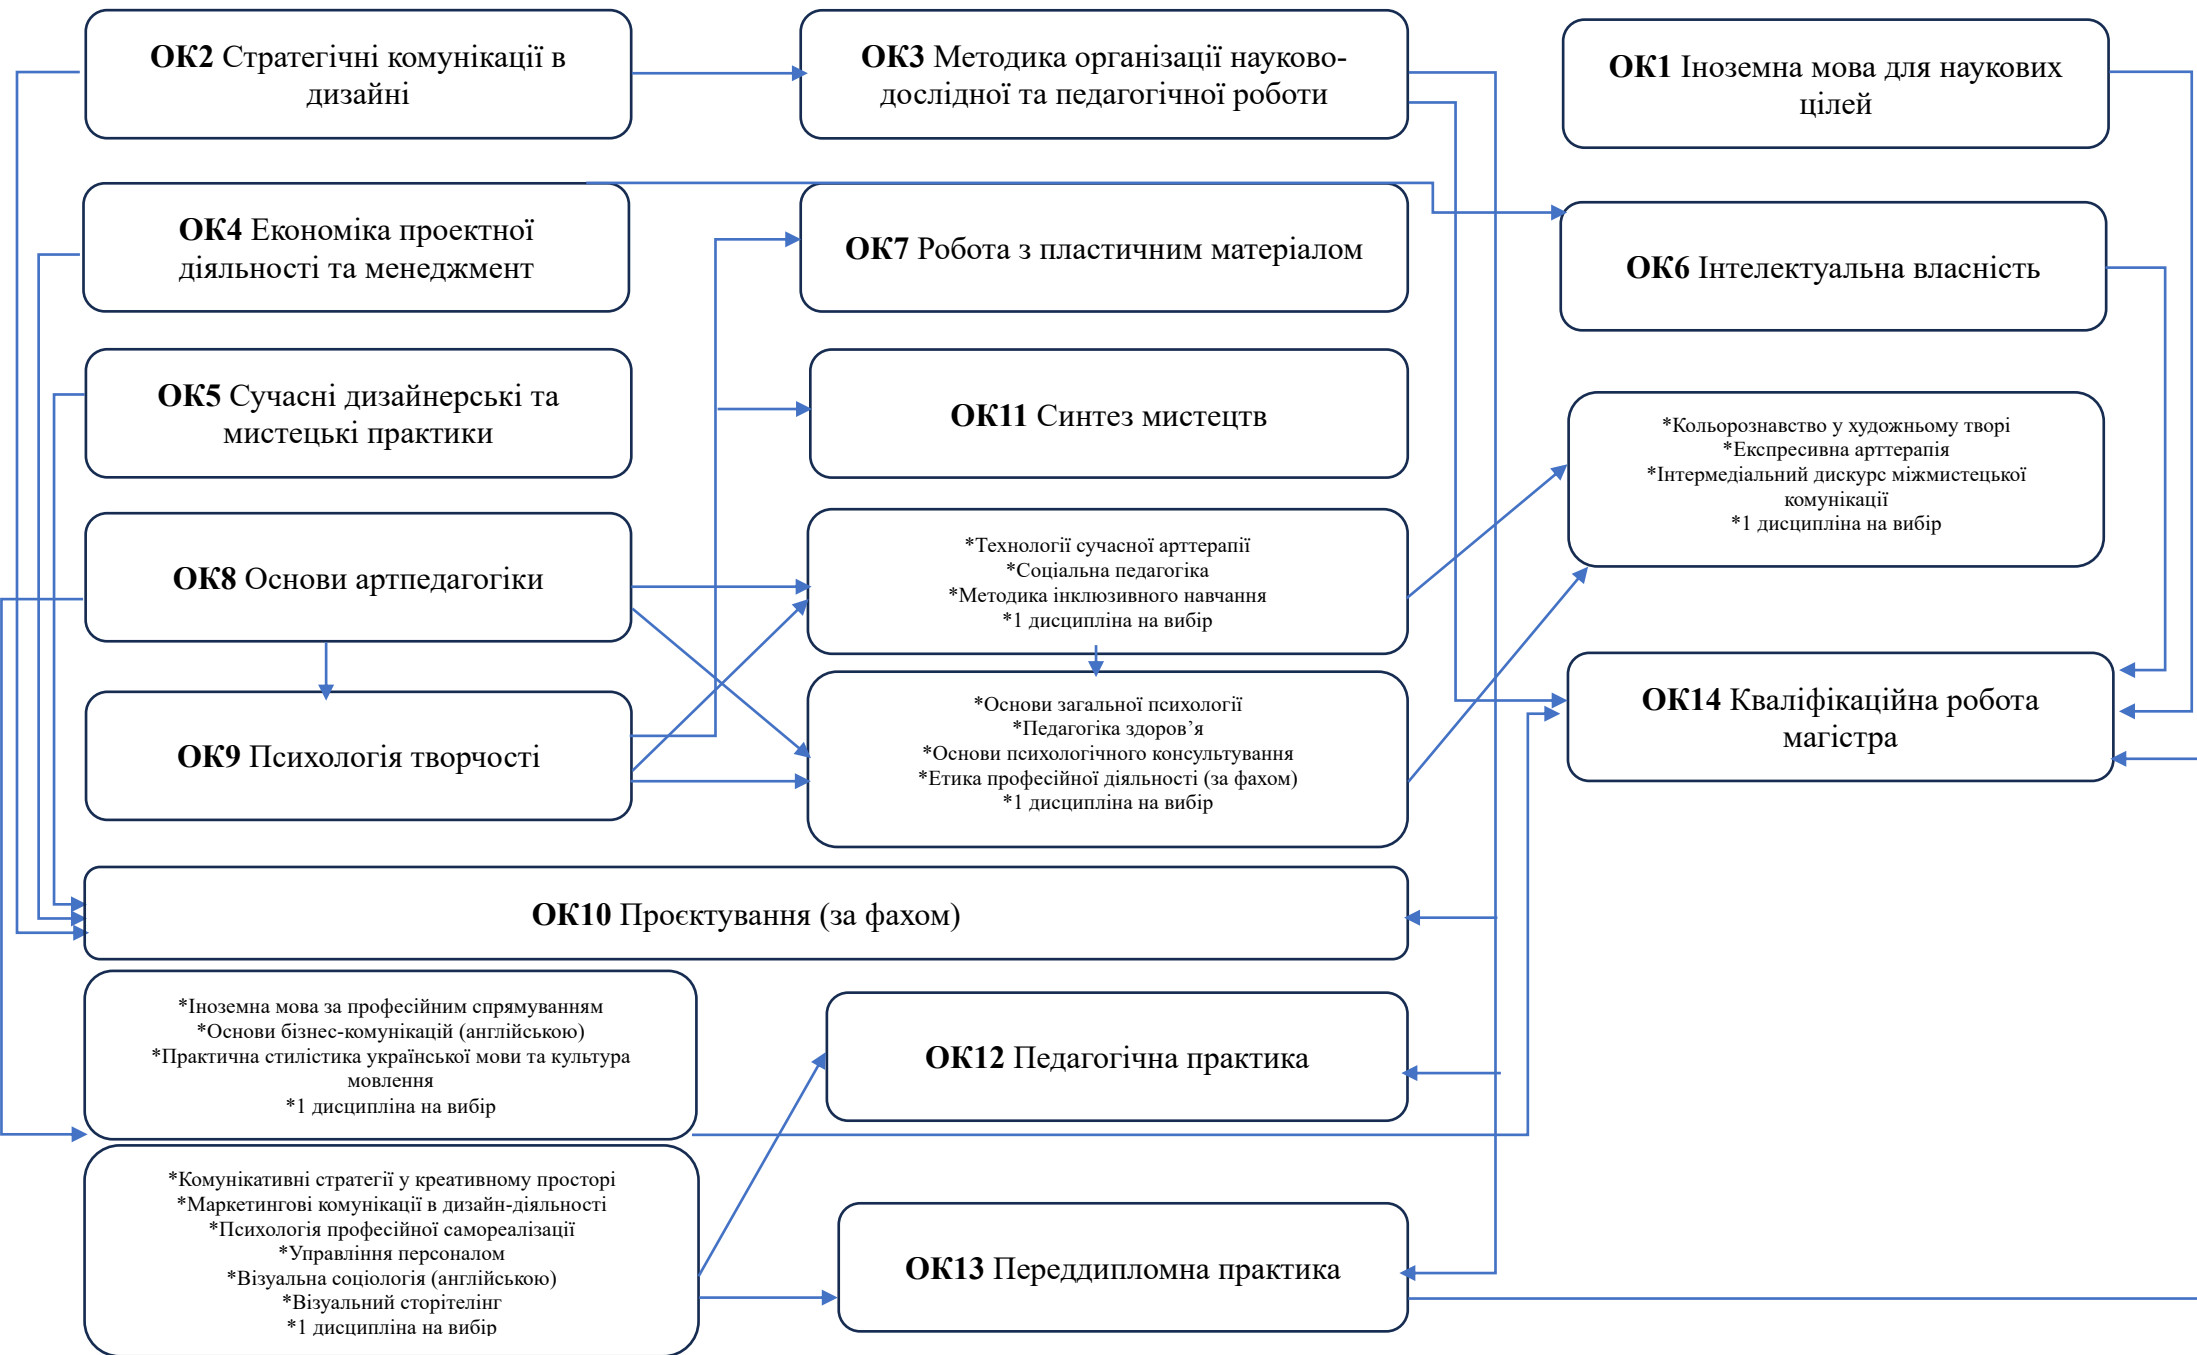 ОК2 Стратегічні комунікації в
дизайні
ОК3 Методика організації науково-
дослідної та педагогічної роботи
ОК1 Іноземна мова для наукових
цілей
ОК4 Економіка проектної
діяльності та менеджмент
ОК7 Робота з пластичним матеріалом
ОК6 Інтелектуальна власність
ОК5 Сучасні дизайнерські та
мистецькі практики
ОК11 Синтез мистецтв
*Кольорознавство у художньому творі
*Експресивна арттерапія
*Інтермедіальний дискурс міжмистецької
комунікації
*1 дисципліна на вибір
ОК8 Основи артпедагогіки
*Технології сучасної арттерапії
*Соціальна педагогіка
*Методика інклюзивного навчання
*1 дисципліна на вибір
ОК9 Психологія творчості
*Основи загальної психології
*Педагогіка здоров’я
*Основи психологічного консультування
*Етика професійної діяльності (за фахом)
*1 дисципліна на вибір
ОК14 Кваліфікаційна робота
магістра
ОК10 Проєктування (за фахом)
*Іноземна мова за професійним спрямуванням
*Основи бізнес-комунікацій (англійською)
*Практична стилістика української мови та культура
мовлення
*1 дисципліна на вибір
ОК12 Педагогічна практика
*Комунікативні стратегії у креативному просторі
*Маркетингові комунікації в дизайн-діяльності
*Психологія професійної самореалізації
*Управління персоналом
*Візуальна соціологія (англійською)
*Візуальний сторітелінг
*1 дисципліна на вибір
ОК13 Переддипломна практика